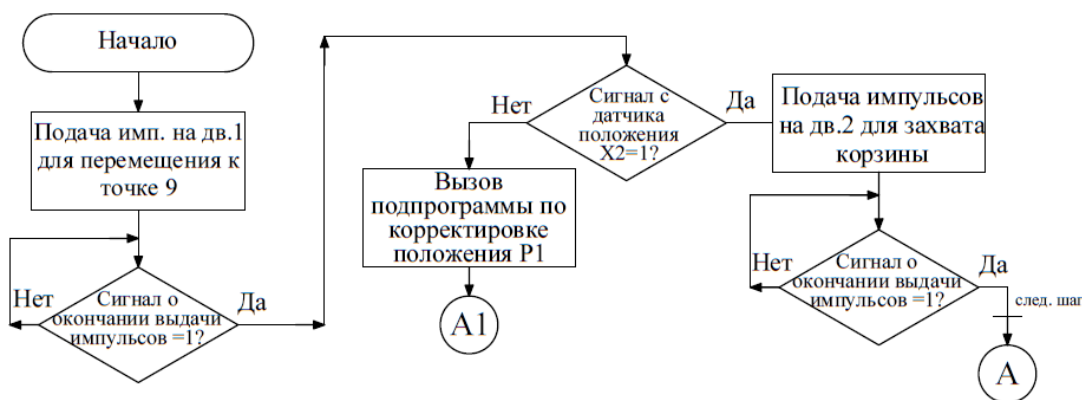 Начало
Подача имп. на дв.1
для перемещения к
точке 9
Нет
Сигнал о
окончании выдачи
импульсов =1?
Да
Нет
Сигнал с
датчика
положения
X2=1?
Да
Вызов
подпрограммы по
корректировке
положения P1
A1
Подача импульсов
на дв.2 для захвата
корзины
Нет
Сигнал о
окончании выдачи
импульсов =1?
Да
след. шаг
A